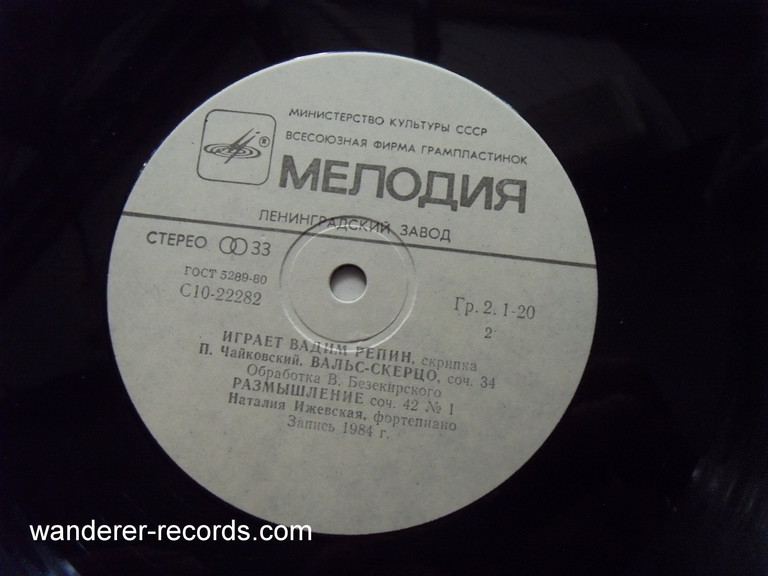 МИНИСТЕРСТВО КУЛЬТУРЫ СССР
ВСЕСОЮЗНАЯ ФИРМА ГРАМПЛАСТИНОК
®
МЕЛОДИЯ
ЛЕНИНГРАДСКИЙ ЗАВОД
СТЕРЕО 33
ГОСТ 5289-80
С10-22282
Гр. 2. 1-20
2
ИГРАЕТ ВАДИМ РЕПИН, скрипка
П. Чайковский. ВАЛЬС-СКЕРЦО, соч. 34
Обработка В. Безекирского
РАЗМЫШЛЕНИЕ соч. 42 № 1
Наталия Ижевская, фортепиано
Запись 1984 г.
wanderer-records.com